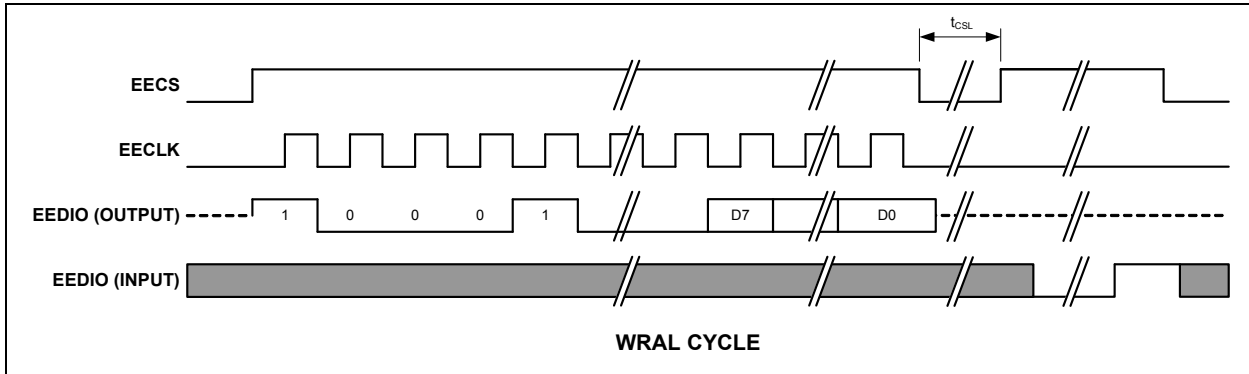 tCSL
EECS
EECLK
EEDIO (OUTPUT) 1 0 0 0 1 D7 D0
EEDIO (INPUT)
WRAL CYCLE